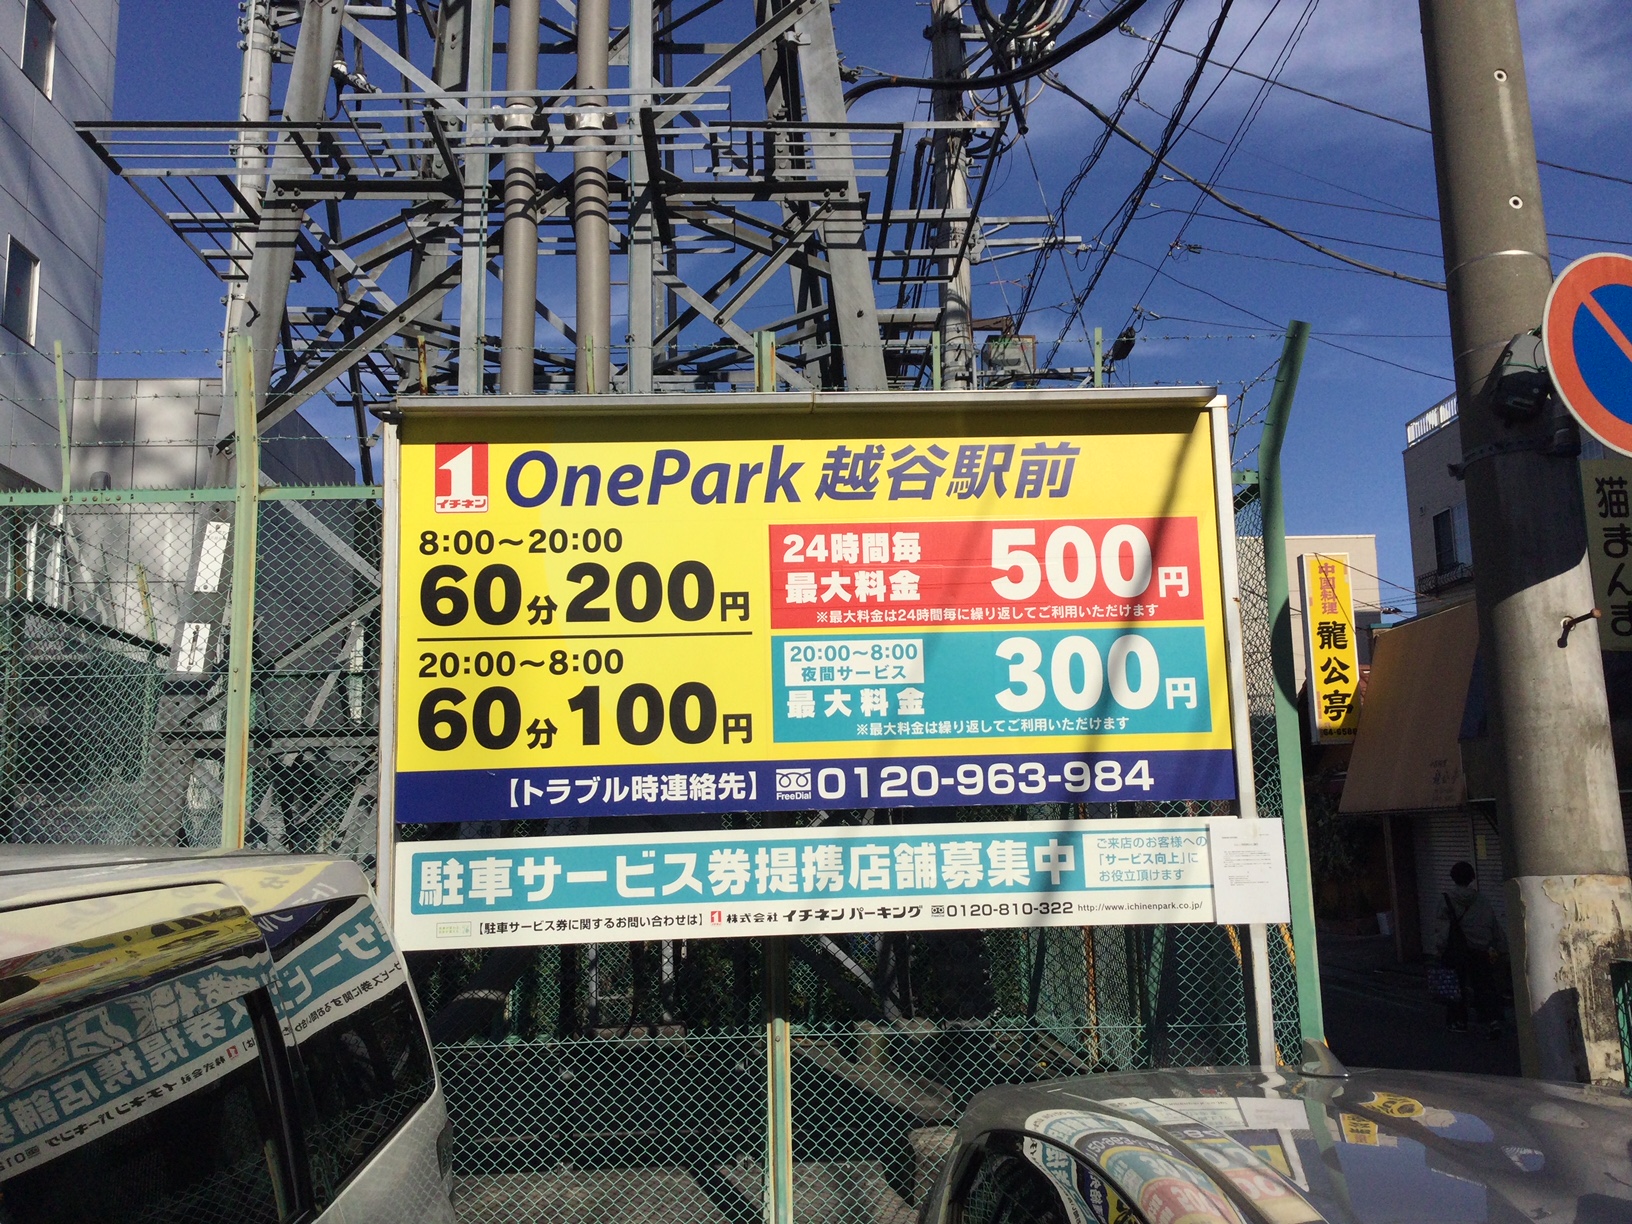 1
イチネン
OnePark 越谷駅前
8:00～20:00
60分200円
20:00～8:00
60分100円
24時間毎
最大料金
500円
※最大料金は24時間毎に繰り返してご利用いただけます
20:00～8:00
夜間サービス
最大料金
300円
※最大料金は繰り返してご利用いただけます
【トラブル時連絡先】 FreeDial 0120-963-984
駐車サービス券提携店舗募集中
ご来店のお客様への
「サービス向上」に
お役立頂けます
【駐車サービス券に関するお問い合わせは】 1 株式会社 イチネン パーキング 0120-810-322 http://www.ichinenpark.co.jp/
中国料理
龍公亭
猫まんま